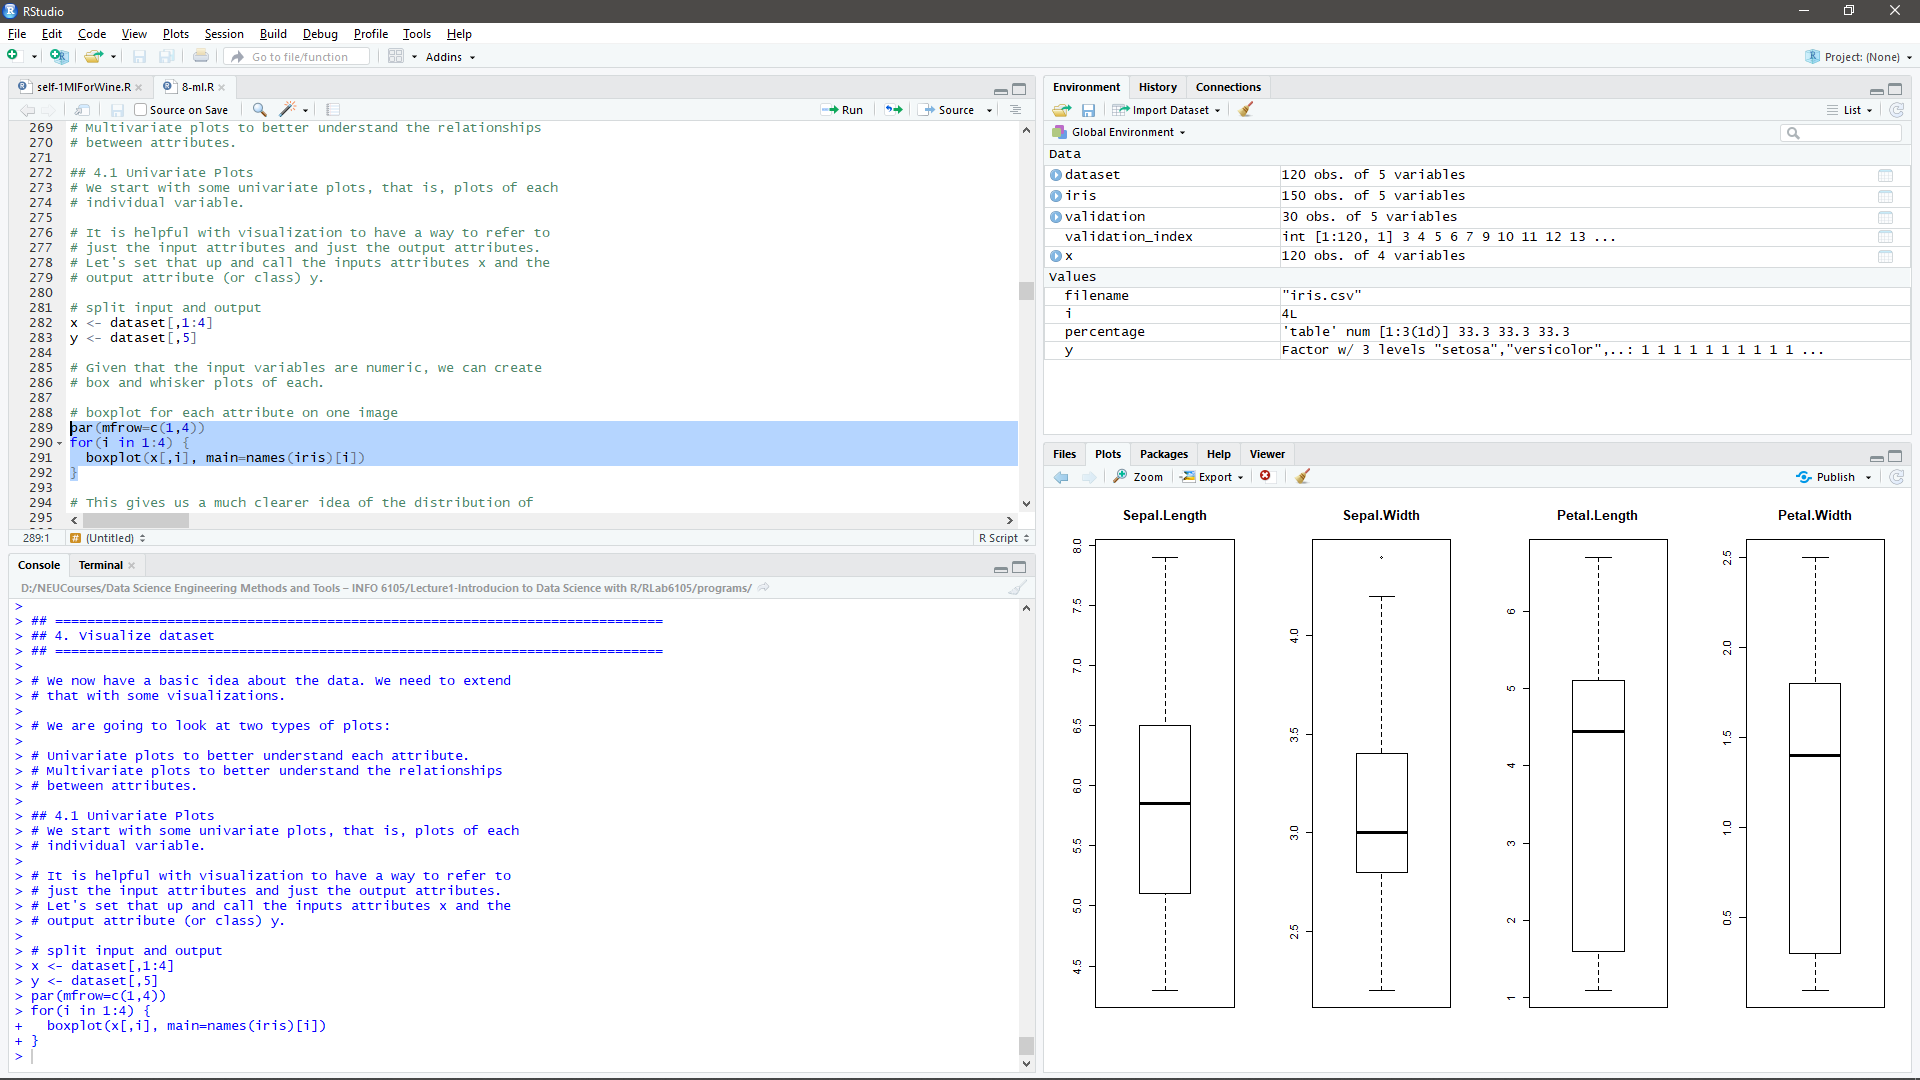 RStudio
File Edit Code View Plots Session Build Debug Profile Tools Help
Go to file/function Addins Project: (None)
self-1MlForWine.R 8-ml.R
Source on Save Run Source
269 # Multivariate plots to better understand the relationships
270 # between attributes.
271
272 ## 4.1 Univariate Plots
273 # We start with some univariate plots, that is, plots of each
274 # individual variable.
275
276 # It is helpful with visualization to have a way to refer to
277 # just the input attributes and just the output attributes.
278 # Let's set that up and call the inputs attributes x and the
279 # output attribute (or class) y.
280
281 # split input and output
282 x <- dataset[,1:4]
283 y <- dataset[,5]
284
285 # Given that the input variables are numeric, we can create
286 # box and whisker plots of each.
287
288 # boxplot for each attribute on one image
289 par(mfrow=c(1,4))
290 for(i in 1:4) {
291   boxplot(x[,i], main=names(iris)[i])
292 }
293
294 # This gives us a much clearer idea of the distribution of
295
289:1 # (Untitled) R Script
Console Terminal
D:/NEUCourses/Data Science Engineering Methods and Tools – INFO 6105/Lecture1-Introducion to Data Science with R/RLab6105/programs/
>
> ## ============================================================================
> ## 4. Visualize dataset
> ## ============================================================================
>
> # We now have a basic idea about the data. We need to extend
> # that with some visualizations.
>
> # We are going to look at two types of plots:
>
> # Univariate plots to better understand each attribute.
> # Multivariate plots to better understand the relationships
> # between attributes.
>
> ## 4.1 Univariate Plots
> # We start with some univariate plots, that is, plots of each
> # individual variable.
>
> # It is helpful with visualization to have a way to refer to
> # just the input attributes and just the output attributes.
> # Let's set that up and call the inputs attributes x and the
> # output attribute (or class) y.
>
> # split input and output
> x <- dataset[,1:4]
> y <- dataset[,5]
> par(mfrow=c(1,4))
> for(i in 1:4) {
+   boxplot(x[,i], main=names(iris)[i])
+ }
>
Environment History Connections
Import Dataset List
Global Environment
Data
dataset 120 obs. of 5 variables
iris 150 obs. of 5 variables
validation 30 obs. of 5 variables
validation_index int [1:120, 1] 3 4 5 6 7 9 10 11 12 13 ...
x 120 obs. of 4 variables
Values
filename "iris.csv"
i 4L
percentage 'table' num [1:3(1d)] 33.3 33.3 33.3
y Factor w/ 3 levels "setosa","versicolor",..: 1 1 1 1 1 1 1 1 1 1 ...
Files Plots Packages Help Viewer
Zoom Export Publish
Sepal.Length Sepal.Width Petal.Length Petal.Width
8.0
7.5
7.0
6.5
6.0
5.5
5.0
4.5
4.0
3.5
3.0
2.5
6
5
4
3
2
1
2.5
2.0
1.5
1.0
0.5